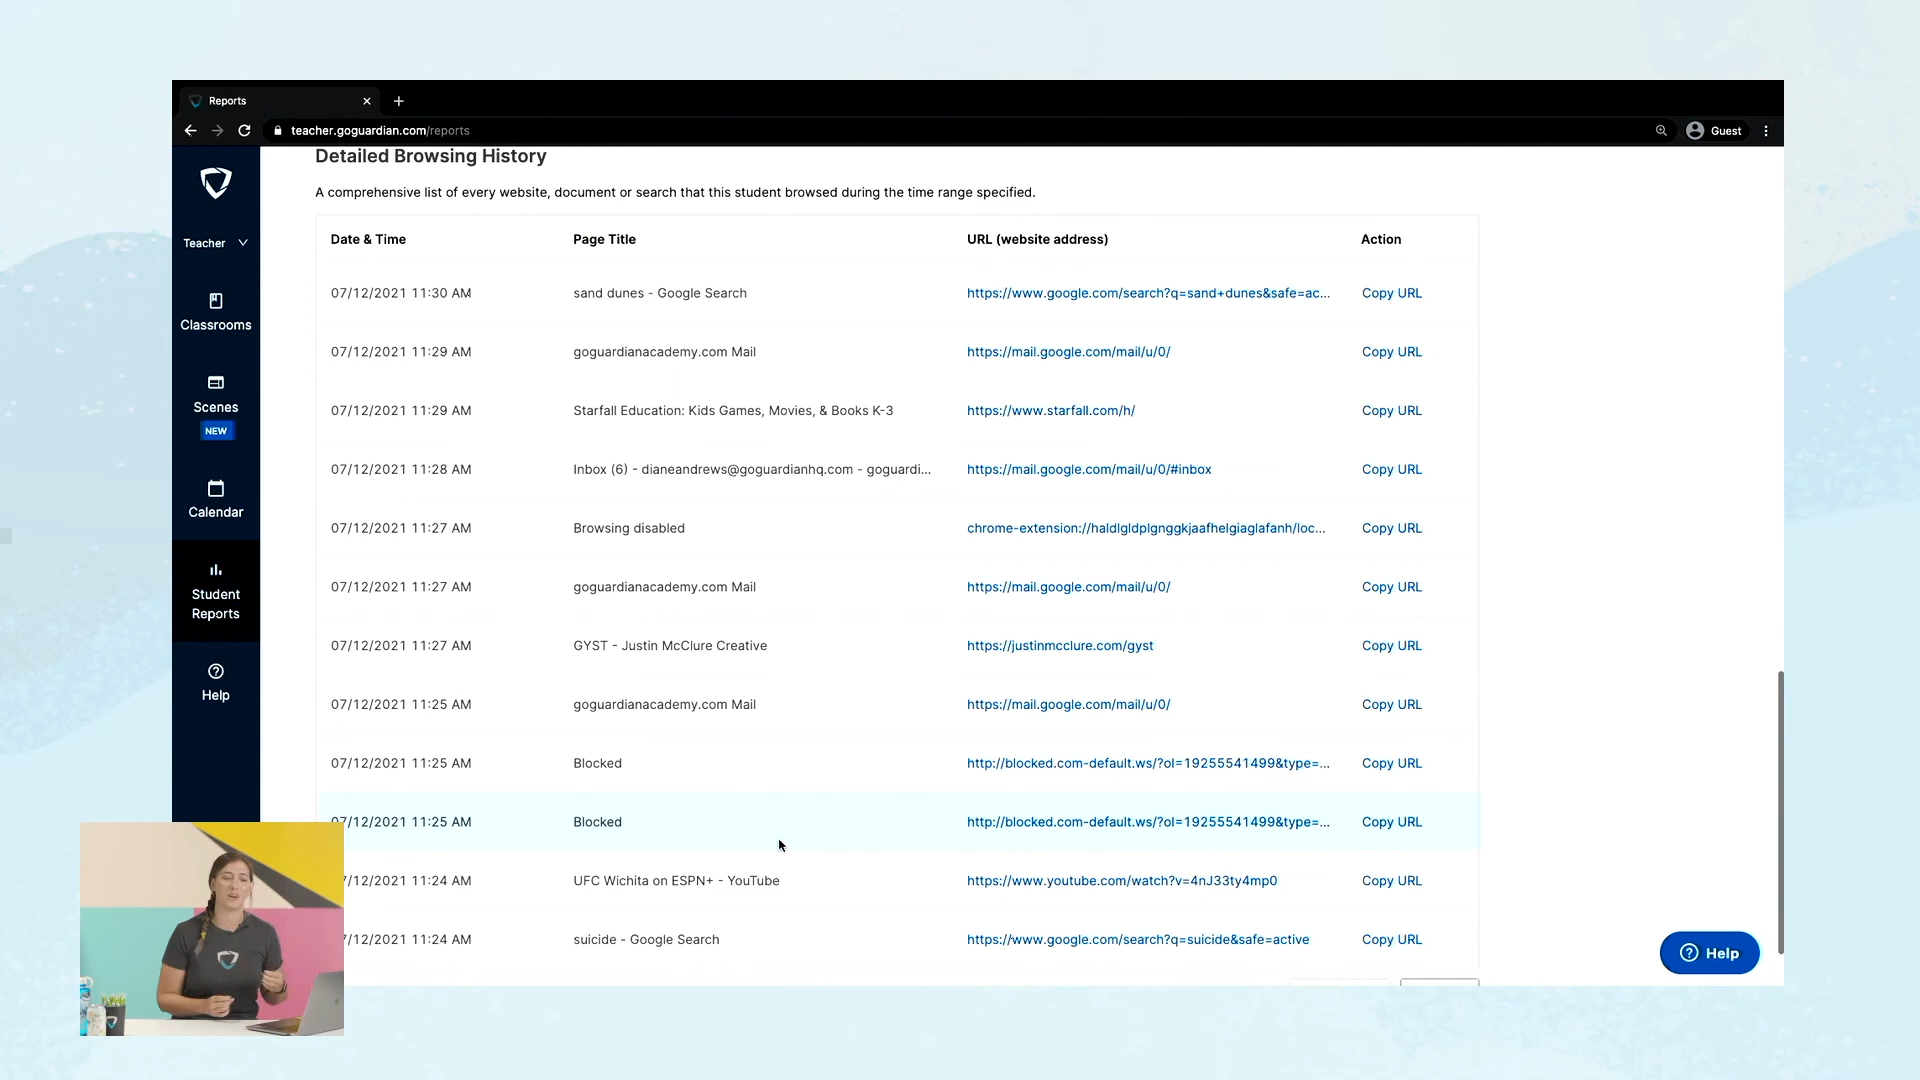 Reports
teacher.goguardian.com/reports
Guest
Detailed Browsing History
A comprehensive list of every website, document or search that this student browsed during the time range specified.
Teacher
Classrooms
Scenes
NEW
Calendar
Student
Reports
Help
Date & Time Page Title URL (website address) Action
07/12/2021 11:30 AM sand dunes - Google Search https://www.google.com/search?q=sand+dunes&safe=ac... Copy URL
07/12/2021 11:29 AM goguardianacademy.com Mail https://mail.google.com/mail/u/0/ Copy URL
07/12/2021 11:29 AM Starfall Education: Kids Games, Movies, & Books K-3 https://www.starfall.com/h/ Copy URL
07/12/2021 11:28 AM Inbox (6) - dianeandrews@goguardianhq.com - goguardi... https://mail.google.com/mail/u/0/#inbox Copy URL
07/12/2021 11:27 AM Browsing disabled chrome-extension://haldlgldplgnggkjaafhelgiaglafanh/loc... Copy URL
07/12/2021 11:27 AM goguardianacademy.com Mail https://mail.google.com/mail/u/0/ Copy URL
07/12/2021 11:27 AM GYST - Justin McClure Creative https://justinmcclure.com/gyst Copy URL
07/12/2021 11:25 AM goguardianacademy.com Mail https://mail.google.com/mail/u/0/ Copy URL
07/12/2021 11:25 AM Blocked http://blocked.com-default.ws/?ol=19255541499&type=... Copy URL
07/12/2021 11:25 AM Blocked http://blocked.com-default.ws/?ol=19255541499&type=... Copy URL
7/12/2021 11:24 AM UFC Wichita on ESPN+ - YouTube https://www.youtube.com/watch?v=4nJ33ty4mp0 Copy URL
7/12/2021 11:24 AM suicide - Google Search https://www.google.com/search?q=suicide&safe=active Copy URL
Help